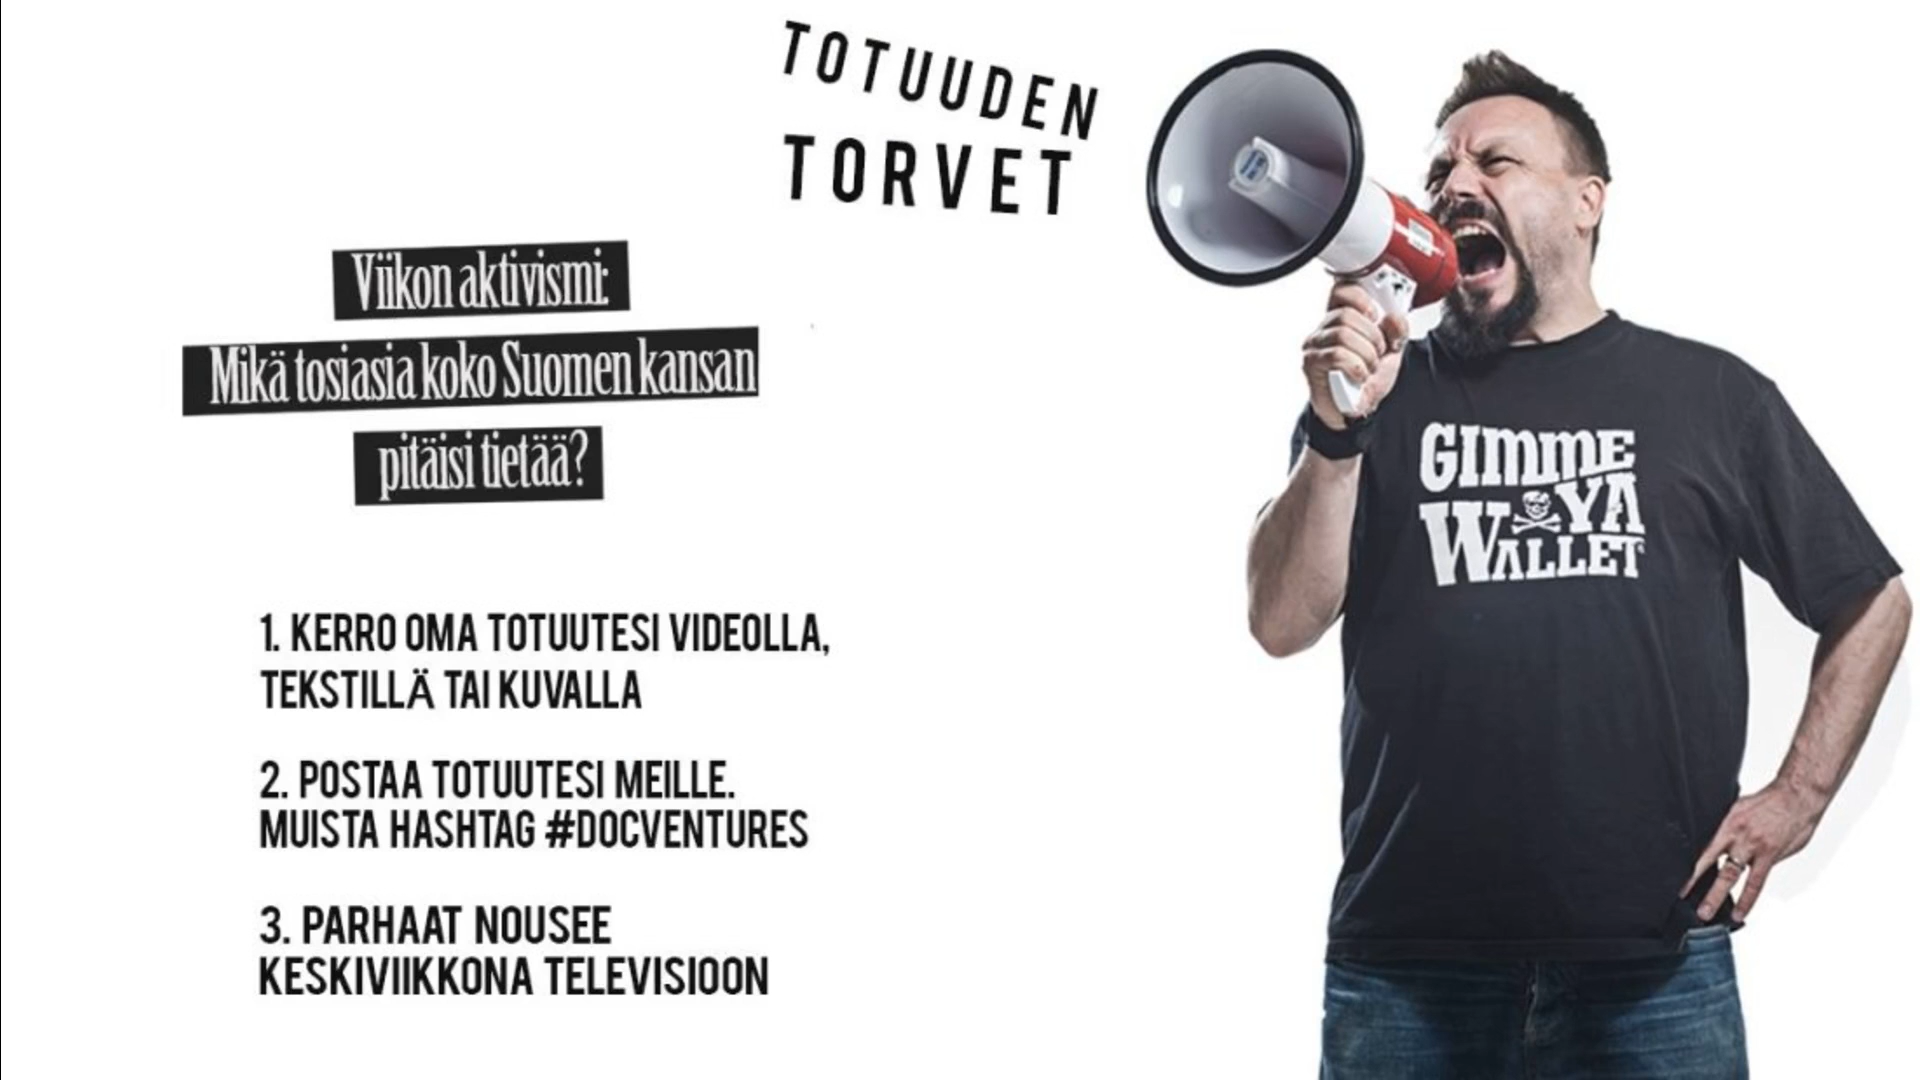 TOTUUDEN
TORVET
Viikon aktivismi:
Mikä tosiasia koko Suomen kansan
pitäisi tietää?
1. KERRO OMA TOTUUTESI VIDEOLLA,
TEKSTILLÄ TAI KUVALLA
2. POSTAA TOTUUTESI MEILLE.
MUISTA HASHTAG #DOCVENTURES
3. PARHAAT NOUSEE
KESKIVIIKKONA TELEVISIOON
GIMME
YA
WALLET